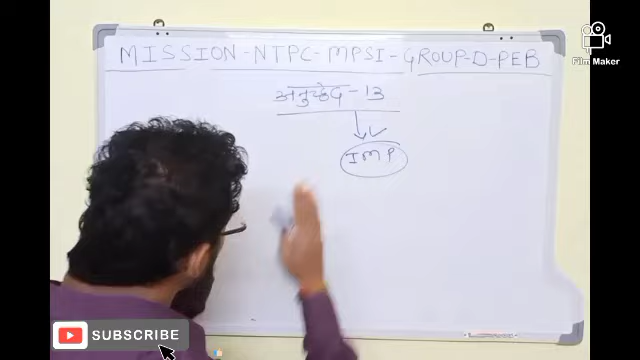 MISSION-NTPC-MPSI-GROUP-D-PEB
Film Maker
अनुच्छेद-13
IMP
SUBSCRIBE